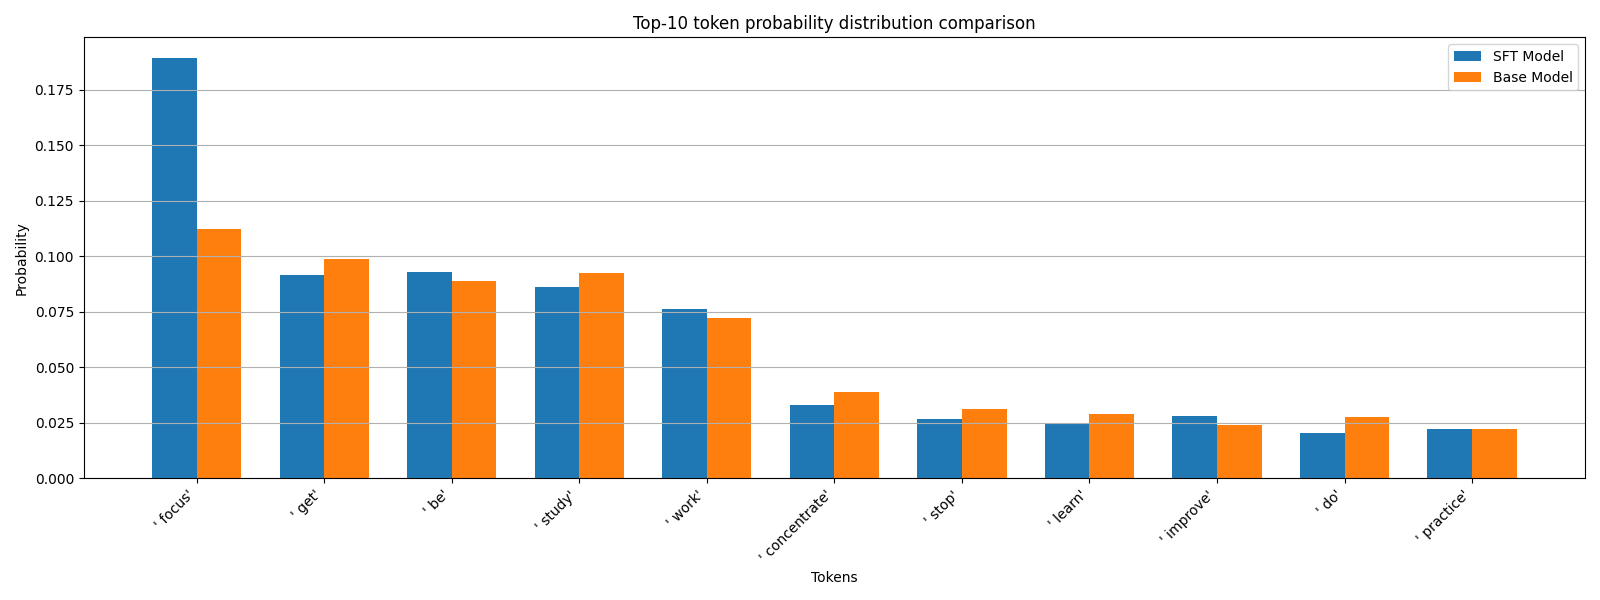 Top-10 token probability distribution comparison
SFT Model
Base Model
Probability
0.175
0.150
0.125
0.100
0.075
0.050
0.025
0.000
' focus'
' get'
' be'
' study'
' work'
' concentrate'
' stop'
' learn'
' improve'
' do'
' practice'
Tokens